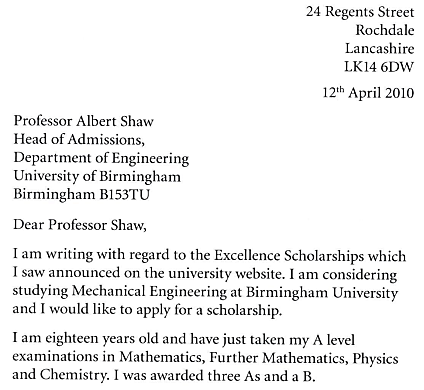 24 Regents Street
Rochdale
Lancashire
LK14 6DW
12th April 2010
Professor Albert Shaw
Head of Admissions,
Department of Engineering
University of Birmingham
Birmingham B153TU
Dear Professor Shaw,
I am writing with regard to the Excellence Scholarships which
I saw announced on the university website. I am considering
studying Mechanical Engineering at Birmingham University
and I would like to apply for a scholarship.
I am eighteen years old and have just taken my A level
examinations in Mathematics, Further Mathematics, Physics
and Chemistry. I was awarded three As and a B.